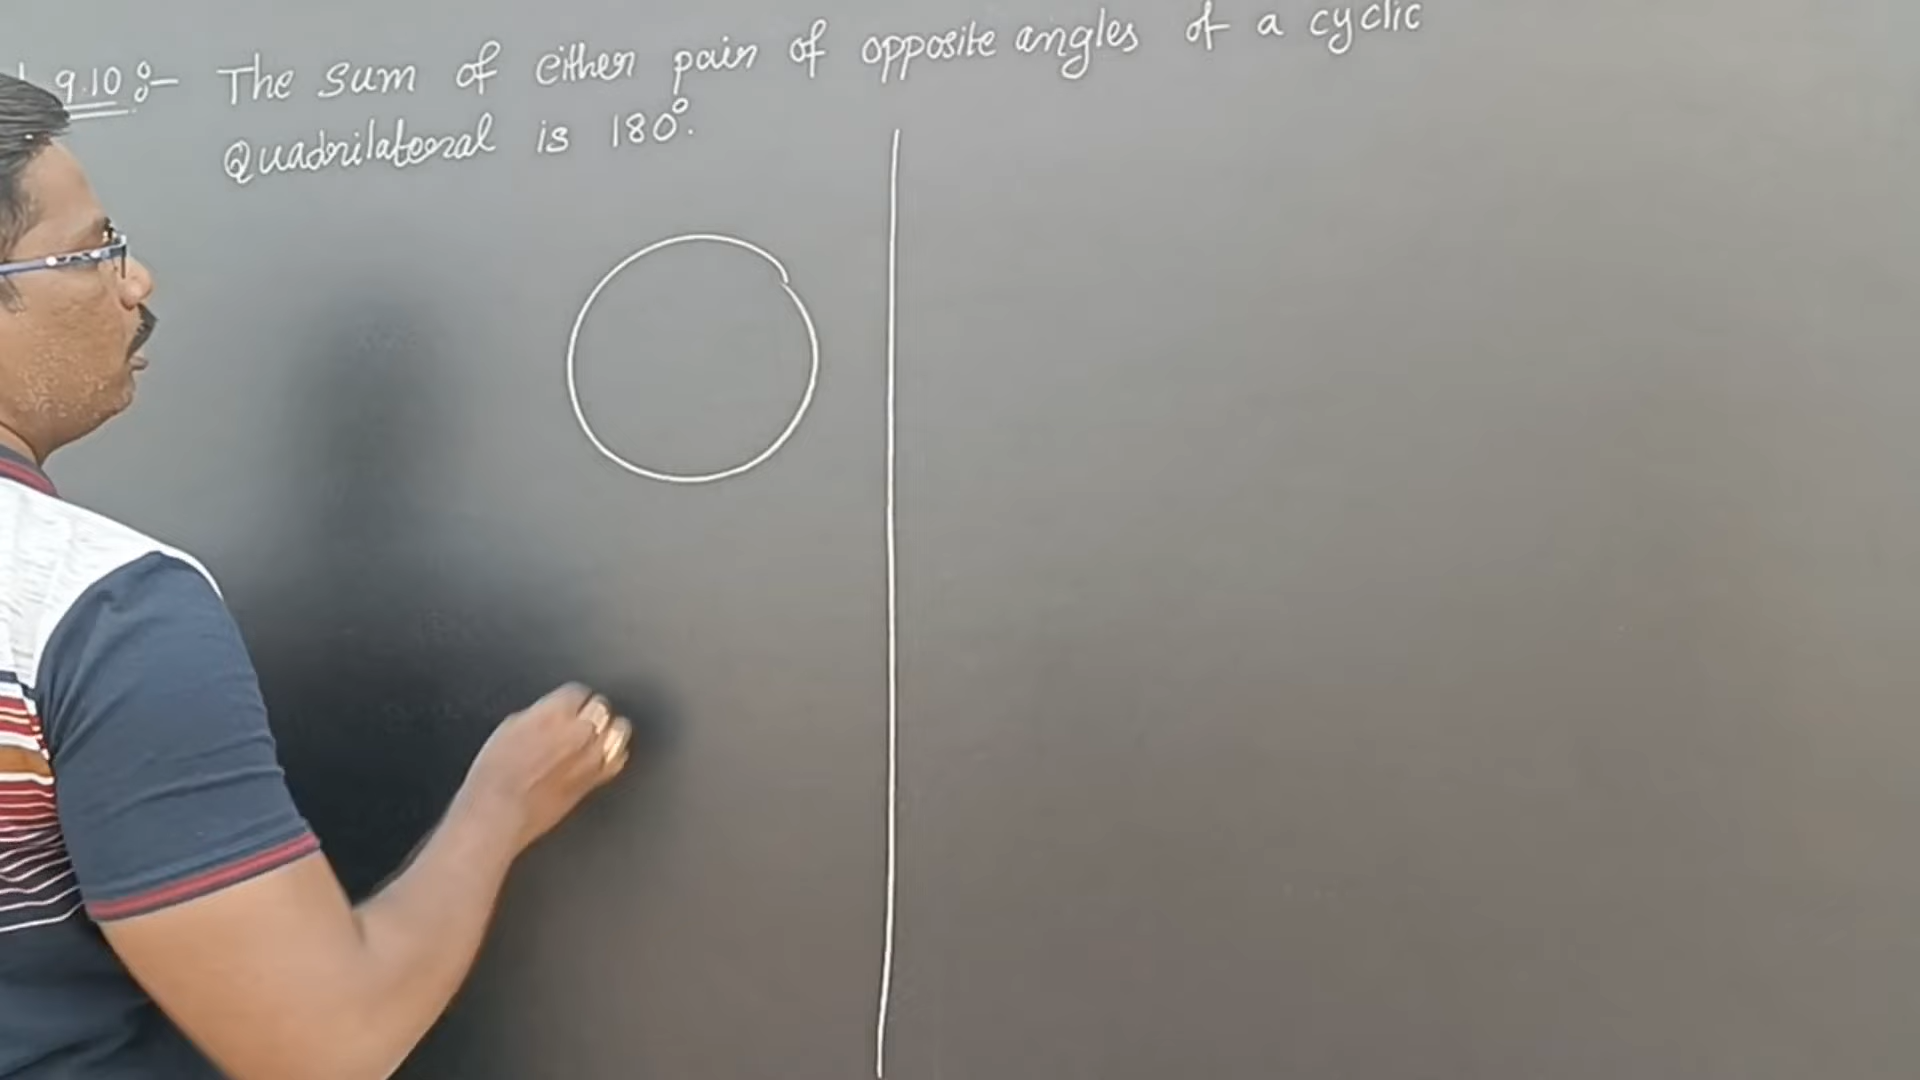 9.10 :- The sum of either pair of opposite angles of a cyclic
Quadrilateral is 180°.